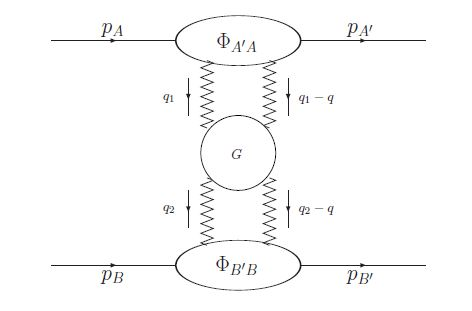 p_A Φ_{A′A} p_{A′}
q_1 q_1 − q
G
q_2 q_2 − q
p_B Φ_{B′B} p_{B′}